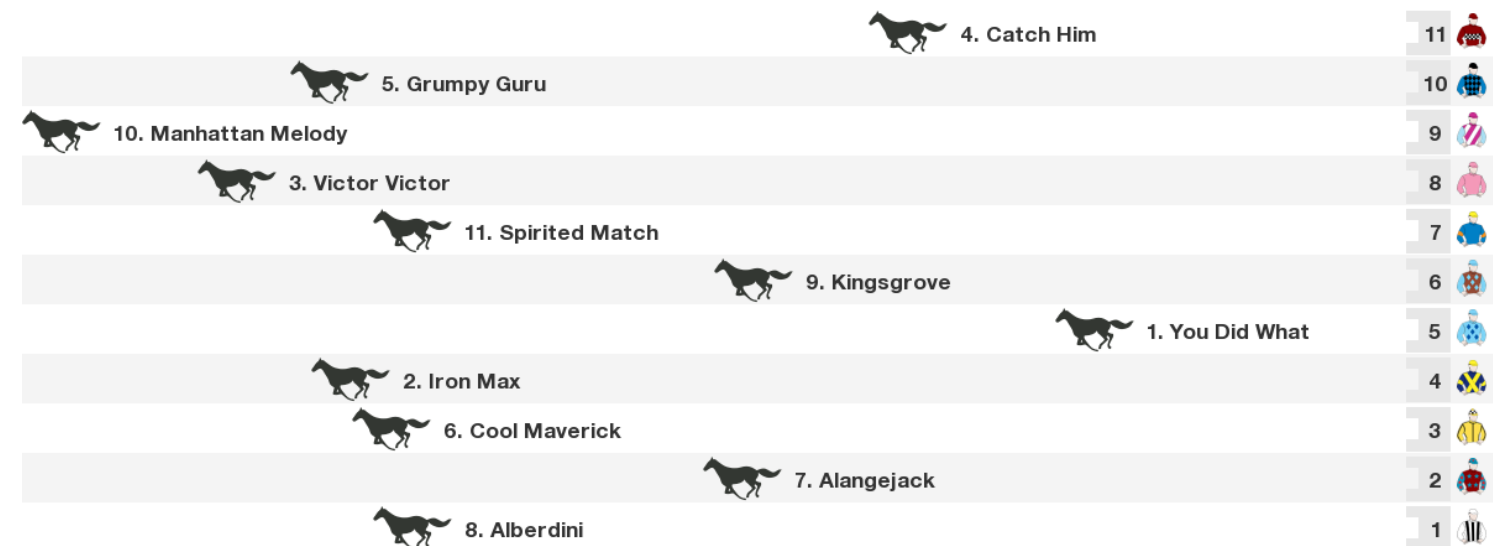 4. Catch Him 11
5. Grumpy Guru 10
10. Manhattan Melody 9
3. Victor Victor 8
11. Spirited Match 7
9. Kingsgrove 6
1. You Did What 5
2. Iron Max 4
6. Cool Maverick 3
7. Alangejack 2
8. Alberdini 1